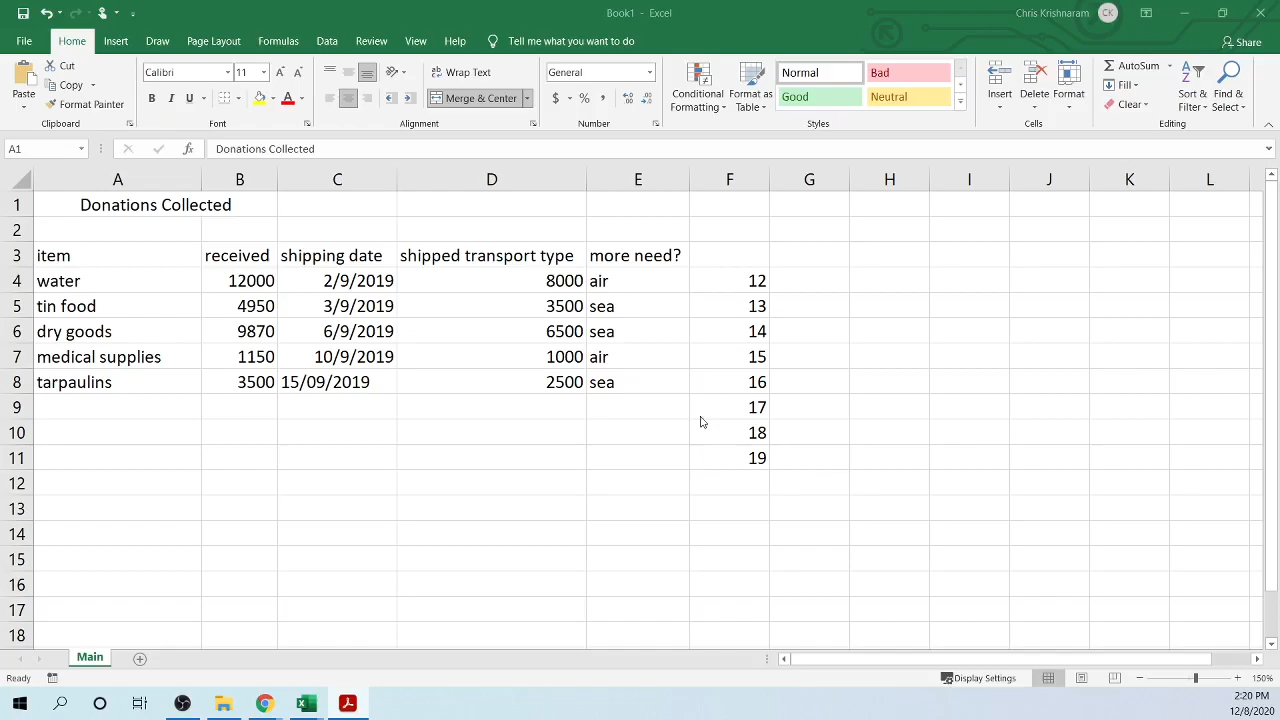 Book1 - Excel
Chris Krishnaram CK
File Home Insert Draw Page Layout Formulas Data Review View Help Tell me what you want to do Share
Paste Cut Copy Format Painter
Calibri 11 A A
B I U A
Wrap Text
Merge & Center
General
$ % ,
Conditional Formatting
Format as Table
Normal Bad
Good Neutral
Insert Delete Format
AutoSum
Fill
Clear
Sort & Filter
Find & Select
Clipboard Font Alignment Number Styles Cells Editing
A1 fx Donations Collected
A B C D E F G H I J K L
1 Donations Collected
2
3 item received shipping date shipped transport type more need?
4 water 12000 2/9/2019 8000 air 12
5 tin food 4950 3/9/2019 3500 sea 13
6 dry goods 9870 6/9/2019 6500 sea 14
7 medical supplies 1150 10/9/2019 1000 air 15
8 tarpaulins 3500 15/09/2019 2500 sea 16
9 17
10 18
11 19
12
13
14
15
16
17
18
Main
Ready Display Settings 150%
2:20 PM
12/8/2020